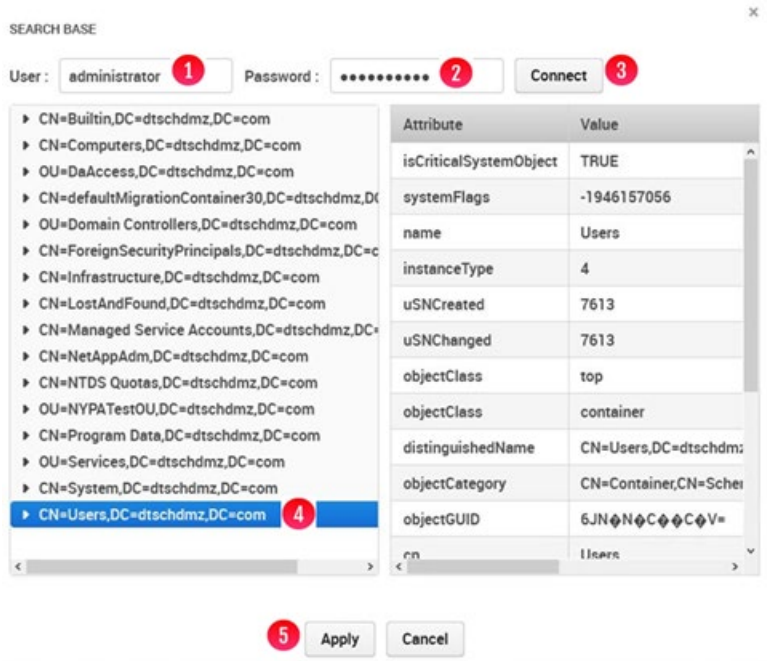 SEARCH BASE
User : administrator 1 Password : •••••••••• 2 Connect 3
CN=Builtin,DC=dtschdmz,DC=com
CN=Computers,DC=dtschdmz,DC=com
OU=DaAccess,DC=dtschdmz,DC=com
CN=defaultMigrationContainer30,DC=dtschdmz,D
OU=Domain Controllers,DC=dtschdmz,DC=com
CN=ForeignSecurityPrincipals,DC=dtschdmz,DC=c
CN=Infrastructure,DC=dtschdmz,DC=com
CN=LostAndFound,DC=dtschdmz,DC=com
CN=Managed Service Accounts,DC=dtschdmz,DC=
CN=NetAppAdm,DC=dtschdmz,DC=com
CN=NTDS Quotas,DC=dtschdmz,DC=com
OU=NYPATestOU,DC=dtschdmz,DC=com
CN=Program Data,DC=dtschdmz,DC=com
OU=Services,DC=dtschdmz,DC=com
CN=System,DC=dtschdmz,DC=com
CN=Users,DC=dtschdmz,DC=com 4
Attribute Value
isCriticalSystemObject TRUE
systemFlags -1946157056
name Users
instanceType 4
uSNCreated 7613
uSNChanged 7613
objectClass top
objectClass container
distinguishedName CN=Users,DC=dtschdmz
objectCategory CN=Container,CN=Scher
objectGUID 6JN�N�C��C�V=
cn Users
5 Apply Cancel